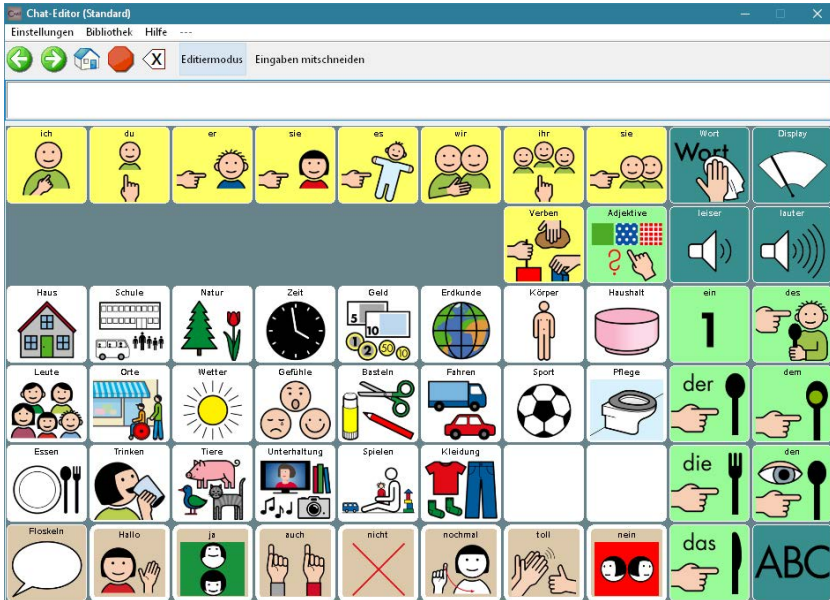 Chat-Editor (Standard)
Einstellungen Bibliothek Hilfe ---
X Editiermodus Eingaben mitschneiden
ich du er sie es wir ihr sie Wort Display
Wort
Verben Adjektive leiser lauter
?
Haus Schule Natur Zeit Geld Erdkunde Körper Haushalt ein des
5 10 1 2 50 10 1
Leute Orte Wetter Gefühle Basteln Fahren Sport Pflege der dem
Essen Trinken Tiere Unterhaltung Spielen Kleidung die den
Floskeln Hallo ja auch nicht nochmal toll nein das ABC